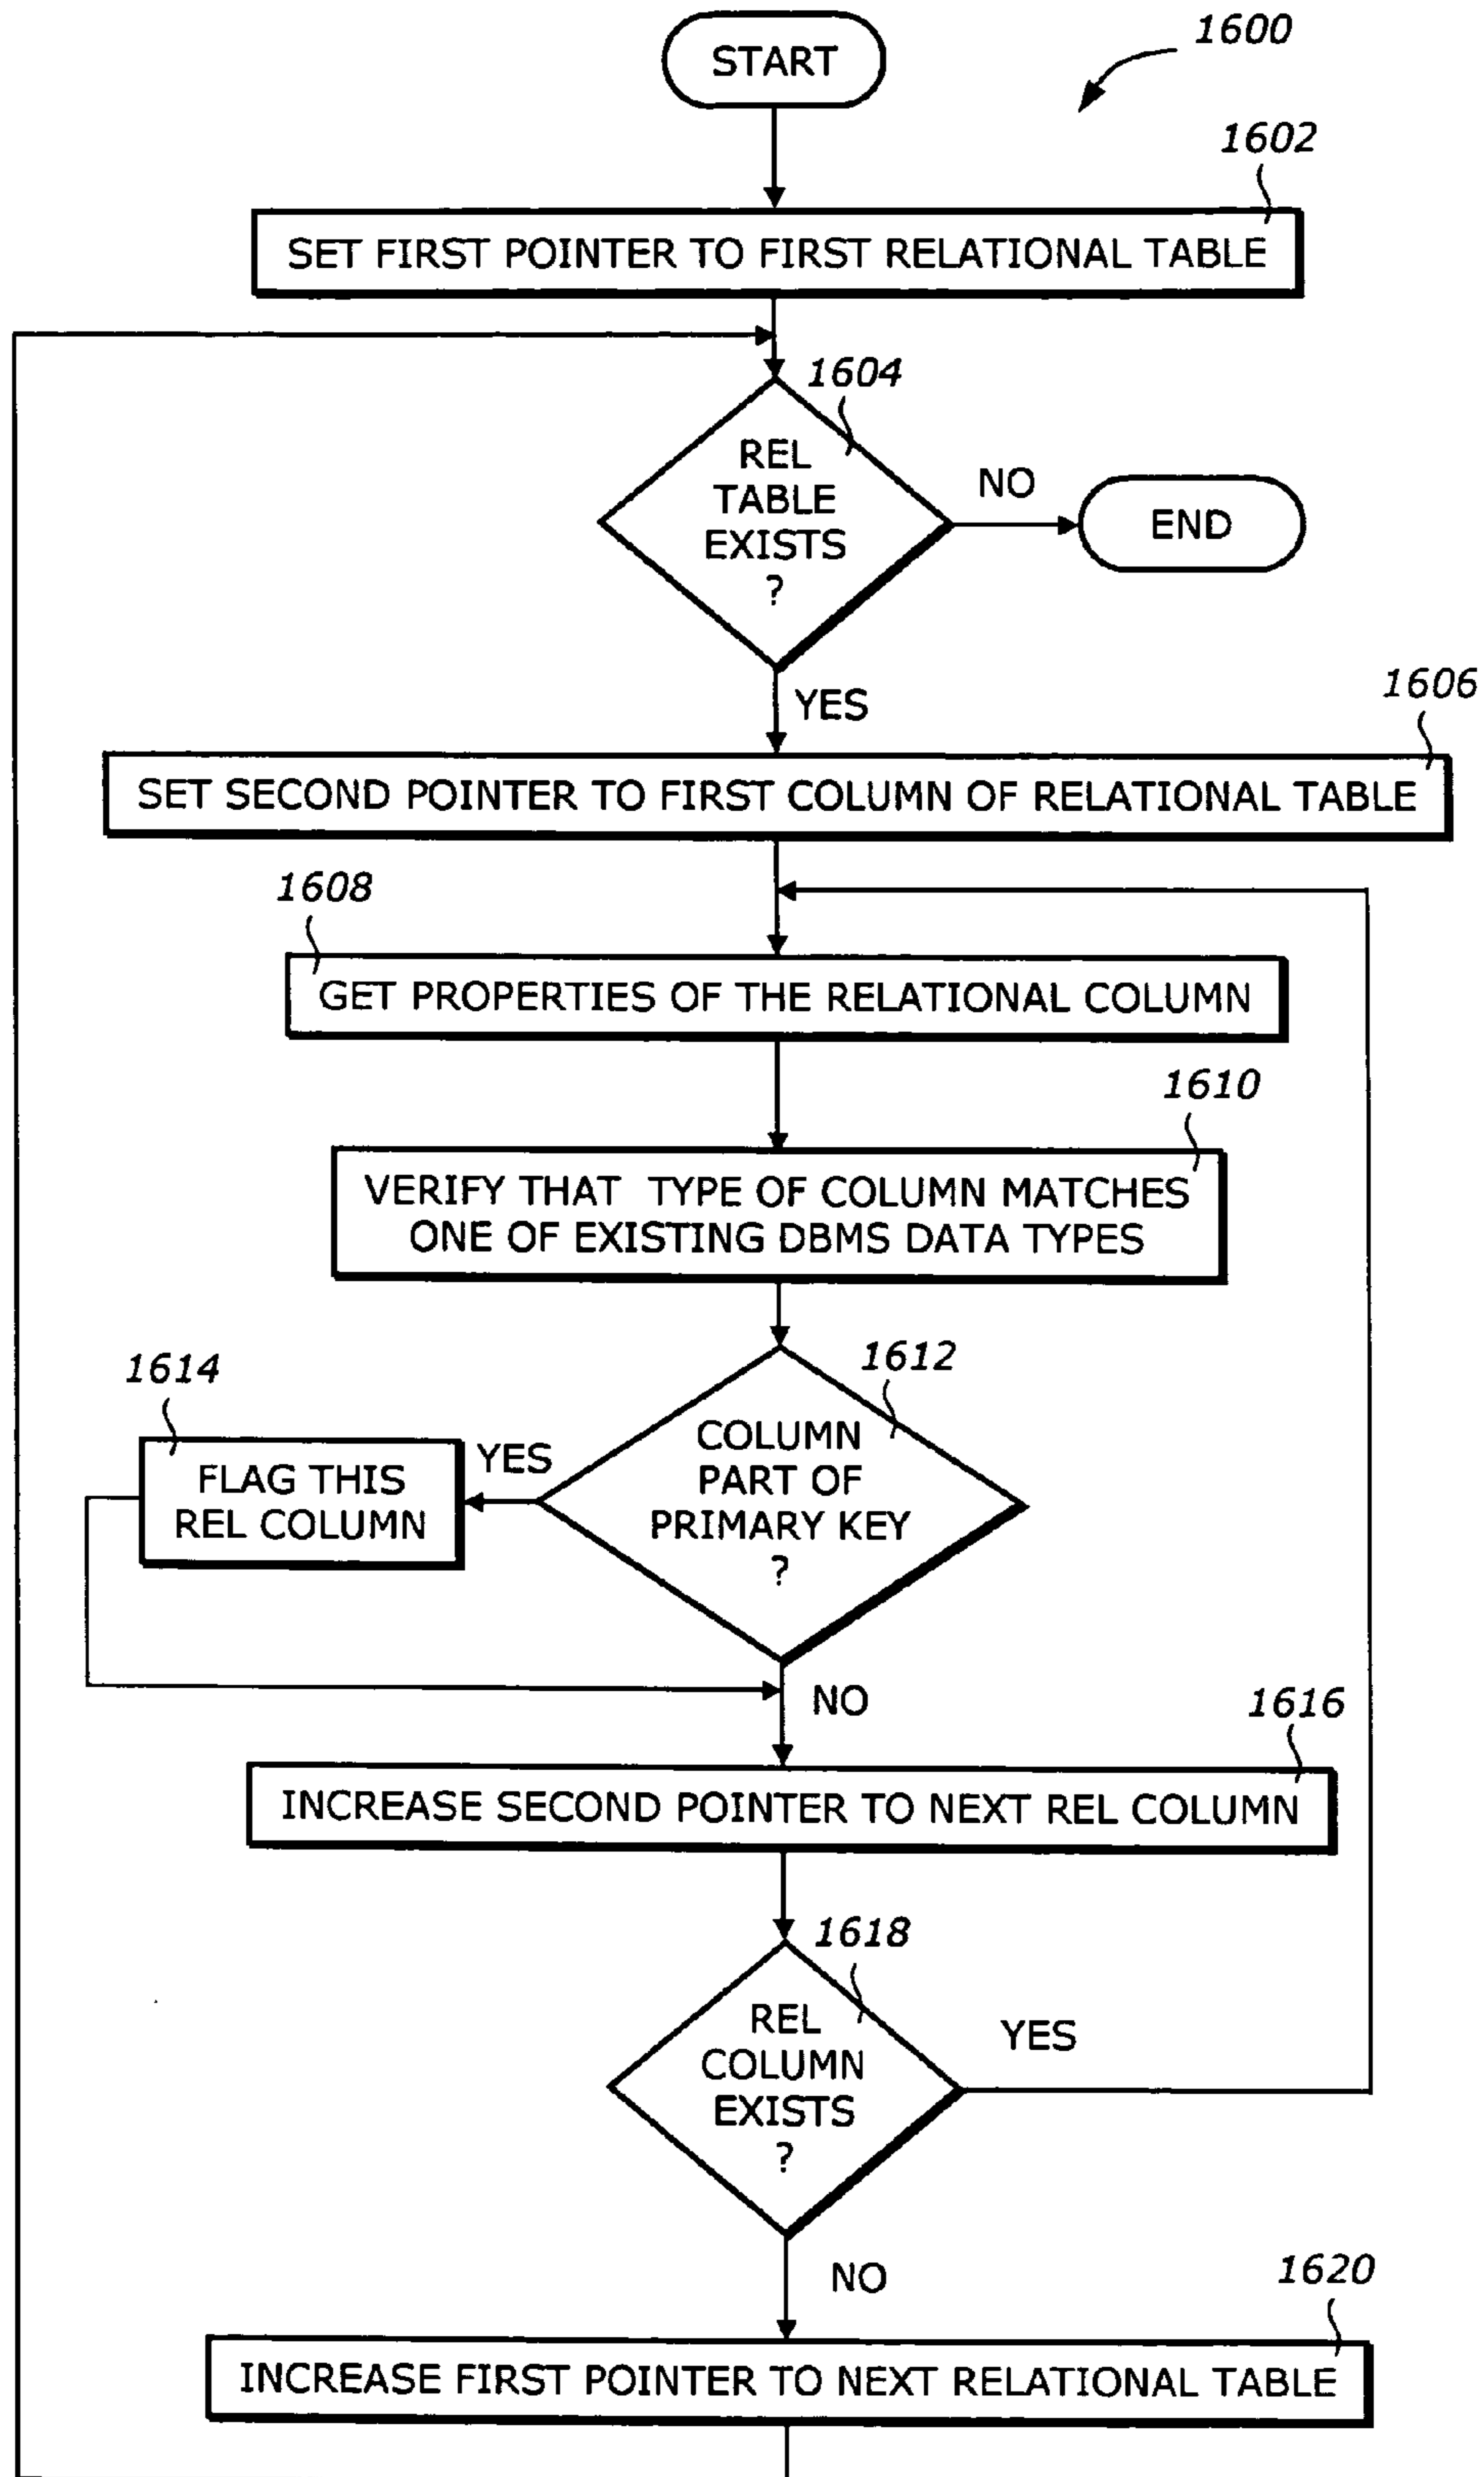 START
1600
1602
SET FIRST POINTER TO FIRST RELATIONAL TABLE
1604
REL
TABLE
EXISTS
?
NO
END
YES
1606
SET SECOND POINTER TO FIRST COLUMN OF RELATIONAL TABLE
1608
GET PROPERTIES OF THE RELATIONAL COLUMN
1610
VERIFY THAT TYPE OF COLUMN MATCHES
ONE OF EXISTING DBMS DATA TYPES
1612
COLUMN
PART OF
PRIMARY KEY
?
YES
1614
FLAG THIS
REL COLUMN
NO
1616
INCREASE SECOND POINTER TO NEXT REL COLUMN
1618
REL
COLUMN
EXISTS
?
YES
NO
1620
INCREASE FIRST POINTER TO NEXT RELATIONAL TABLE